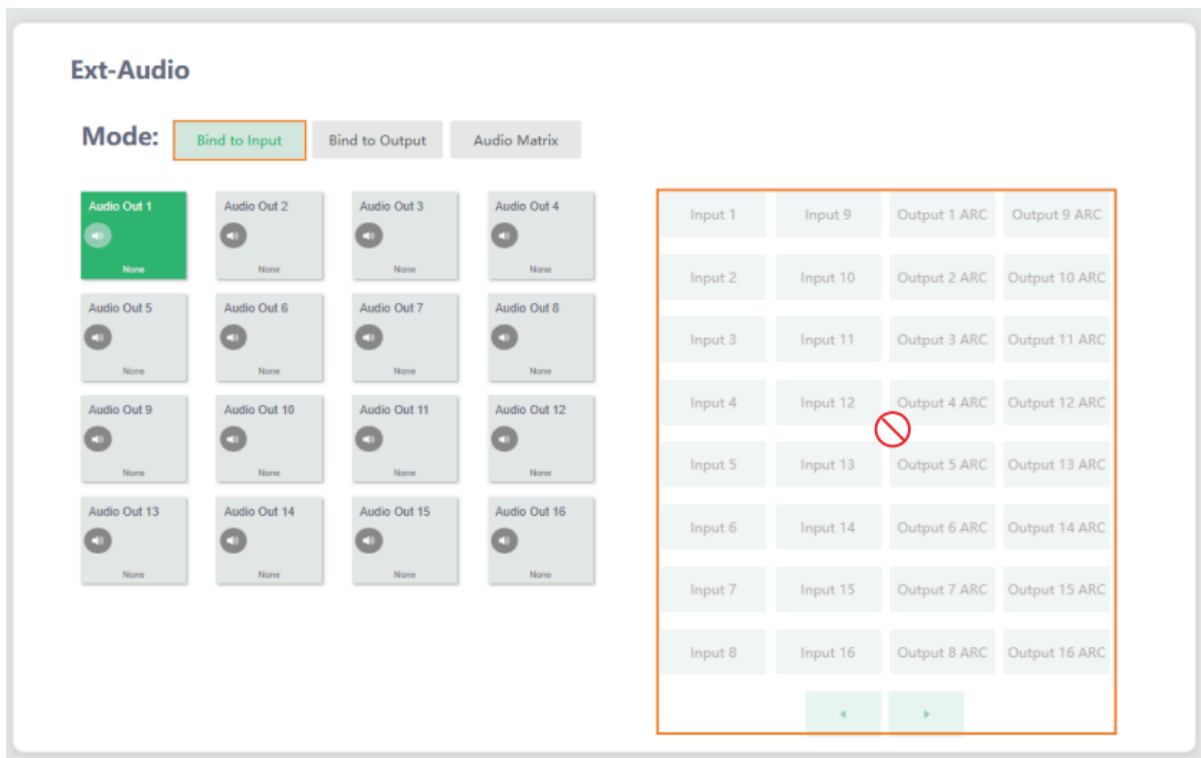 Ext-Audio
Mode: Bind to Input Bind to Output Audio Matrix
Audio Out 1 Audio Out 2 Audio Out 3 Audio Out 4
None None None None
Audio Out 5 Audio Out 6 Audio Out 7 Audio Out 8
None None None None
Audio Out 9 Audio Out 10 Audio Out 11 Audio Out 12
None None None None
Audio Out 13 Audio Out 14 Audio Out 15 Audio Out 16
None None None None
Input 1 Input 9 Output 1 ARC Output 9 ARC
Input 2 Input 10 Output 2 ARC Output 10 ARC
Input 3 Input 11 Output 3 ARC Output 11 ARC
Input 4 Input 12 Output 4 ARC Output 12 ARC
Input 5 Input 13 Output 5 ARC Output 13 ARC
Input 6 Input 14 Output 6 ARC Output 14 ARC
Input 7 Input 15 Output 7 ARC Output 15 ARC
Input 8 Input 16 Output 8 ARC Output 16 ARC